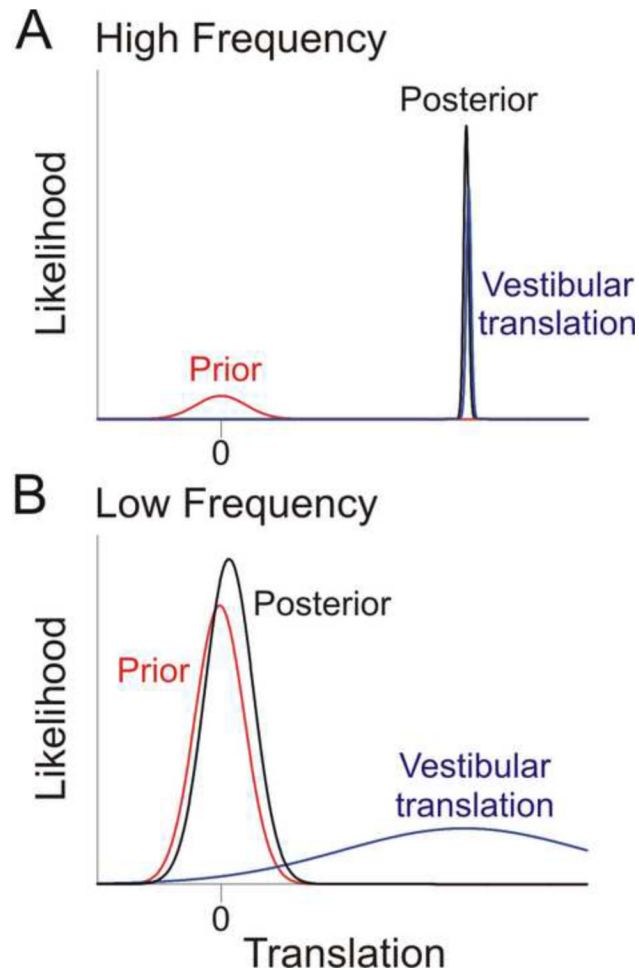 A High Frequency
Posterior
Likelihood
Vestibular
translation
Prior
0
B Low Frequency
Posterior
Prior
Likelihood
Vestibular
translation
0
Translation